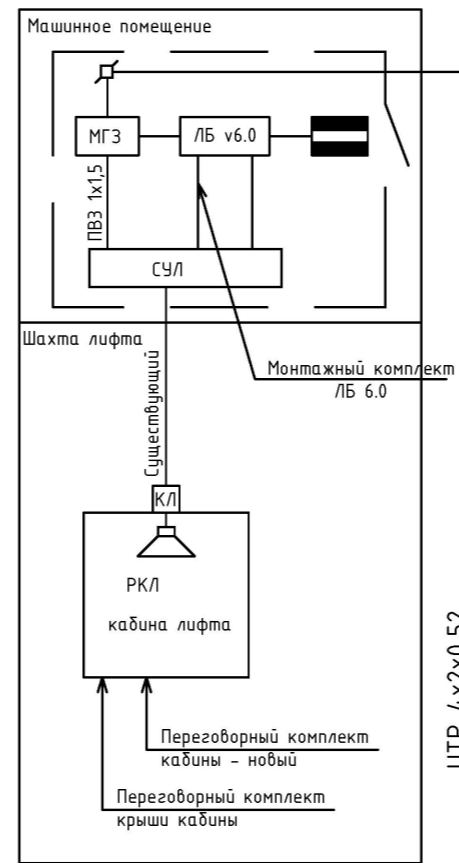 Машинное помещение
МГЗ
ЛБ v6.0
ПВЗ 1х1,5
СУЛ
Шахта лифта
Монтажный комплект
ЛБ 6.0
Существующий
КЛ
РКЛ
кабина лифта
UTP 4x2x0,52
Переговорный комплект
кабины - новый
Переговорный комплект
крыши кабины